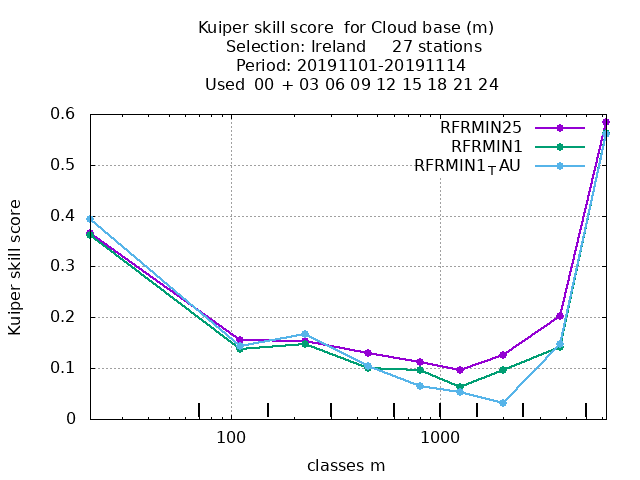 Kuiper skill score  for Cloud base (m)
Selection: Ireland     27 stations
Period: 20191101-20191114
Used  00 + 03 06 09 12 15 18 21 24
RFRMIN25
RFRMIN1
RFRMIN1TAU
0.6
0.5
0.4
0.3
0.2
0.1
0
Kuiper skill score
100
1000
classes m